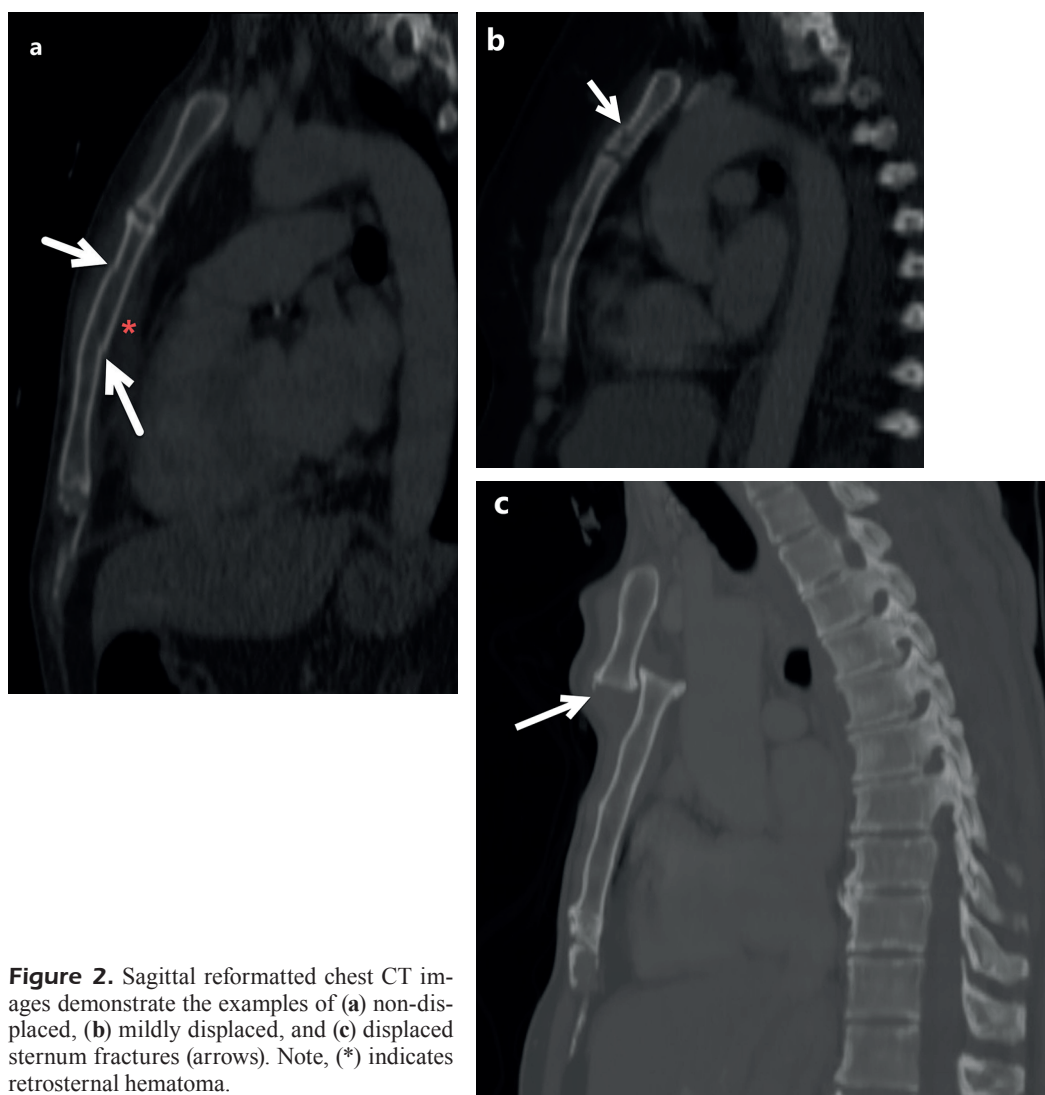 a
b
*
c
Figure 2. Sagittal reformatted chest CT im-
ages demonstrate the examples of (a) non-dis-
placed, (b) mildly displaced, and (c) displaced
sternum fractures (arrows). Note, (*) indicates
retrosternal hematoma.